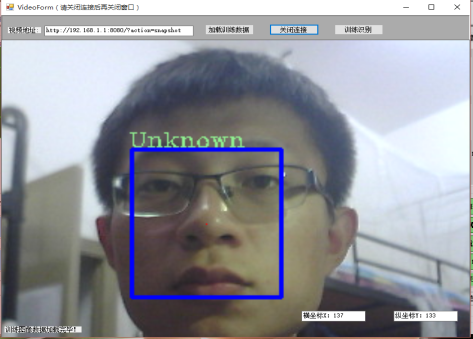 VideoForm（请关闭连接后再关闭窗口）
视频地址: http://192.168.1.1:8080/?action=snapshot 加载训练数据 关闭连接 训练识别
Unknown
横坐标X: 137 纵坐标Y: 133